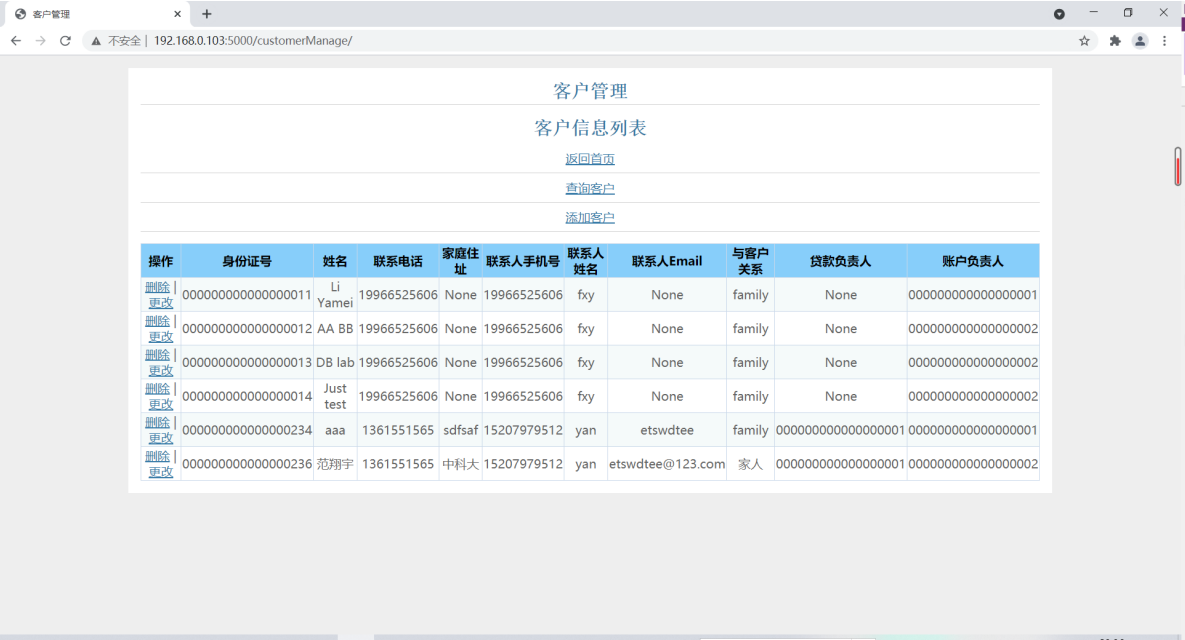 客户管理
不安全 | 192.168.0.103:5000/customerManage/
客户管理
客户信息列表
返回首页
查询客户
添加客户
操作 身份证号 姓名 联系电话 家庭住址 联系人手机号 联系人姓名 联系人Email 与客户关系 贷款负责人 账户负责人
删除 | 更改 000000000000000011 Li Yamei 19966525606 None 19966525606 fxy None family None 000000000000000001
删除 | 更改 000000000000000012 AA BB 19966525606 None 19966525606 fxy None family None 000000000000000002
删除 | 更改 000000000000000013 DB lab 19966525606 None 19966525606 fxy None family None 000000000000000002
删除 | 更改 000000000000000014 Just test 19966525606 None 19966525606 fxy None family None 000000000000000002
删除 | 更改 000000000000000234 aaa 1361551565 sdfsaf 15207979512 yan etswdtee family 000000000000000001 000000000000000001
删除 | 更改 000000000000000236 范翔宇 1361551565 中科大 15207979512 yan etswdtee@123.com 家人 000000000000000001 000000000000000002